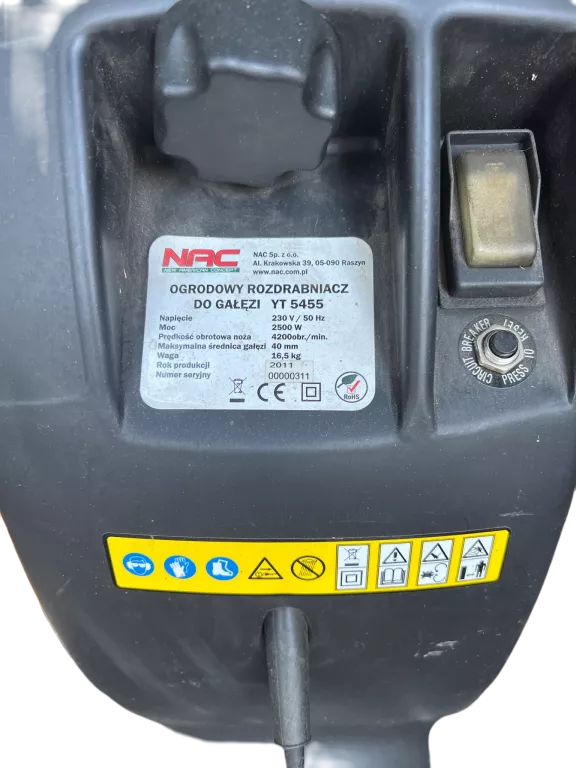 NAC
NEW AMERICAN CONCEPT
NAC Sp. z o.o.
Al. Krakowska 39, 05-090 Raszyn
www.nac.com.pl
OGRODOWY ROZDRABNIACZ
DO GAŁĘZI YT 5455
Napięcie 230 V / 50 Hz
Moc 2500 W
Prędkość obrotowa noża 4200obr./min.
Maksymalna średnica gałęzi 40 mm
Waga 16,5 kg
Rok produkcji 2011
Numer seryjny 00000311
CE
RoHS
CIRCUIT BREAKER
PRESS TO RESET